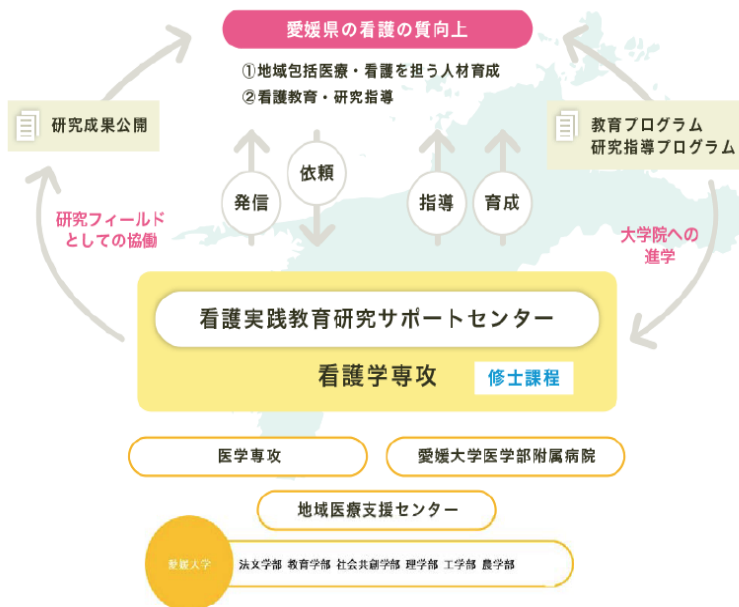 愛媛県の看護の質向上
①地域包括医療・看護を担う人材育成
②看護教育・研究指導
研究成果公開
教育プログラム
研究指導プログラム
発信
依頼
指導
育成
研究フィールド
としての協働
大学院への
進学
看護実践教育研究サポートセンター
看護学専攻
修士課程
医学専攻
愛媛大学医学部附属病院
地域医療支援センター
愛媛大学
法文学部 教育学部 社会共創学部 理学部 工学部 農学部